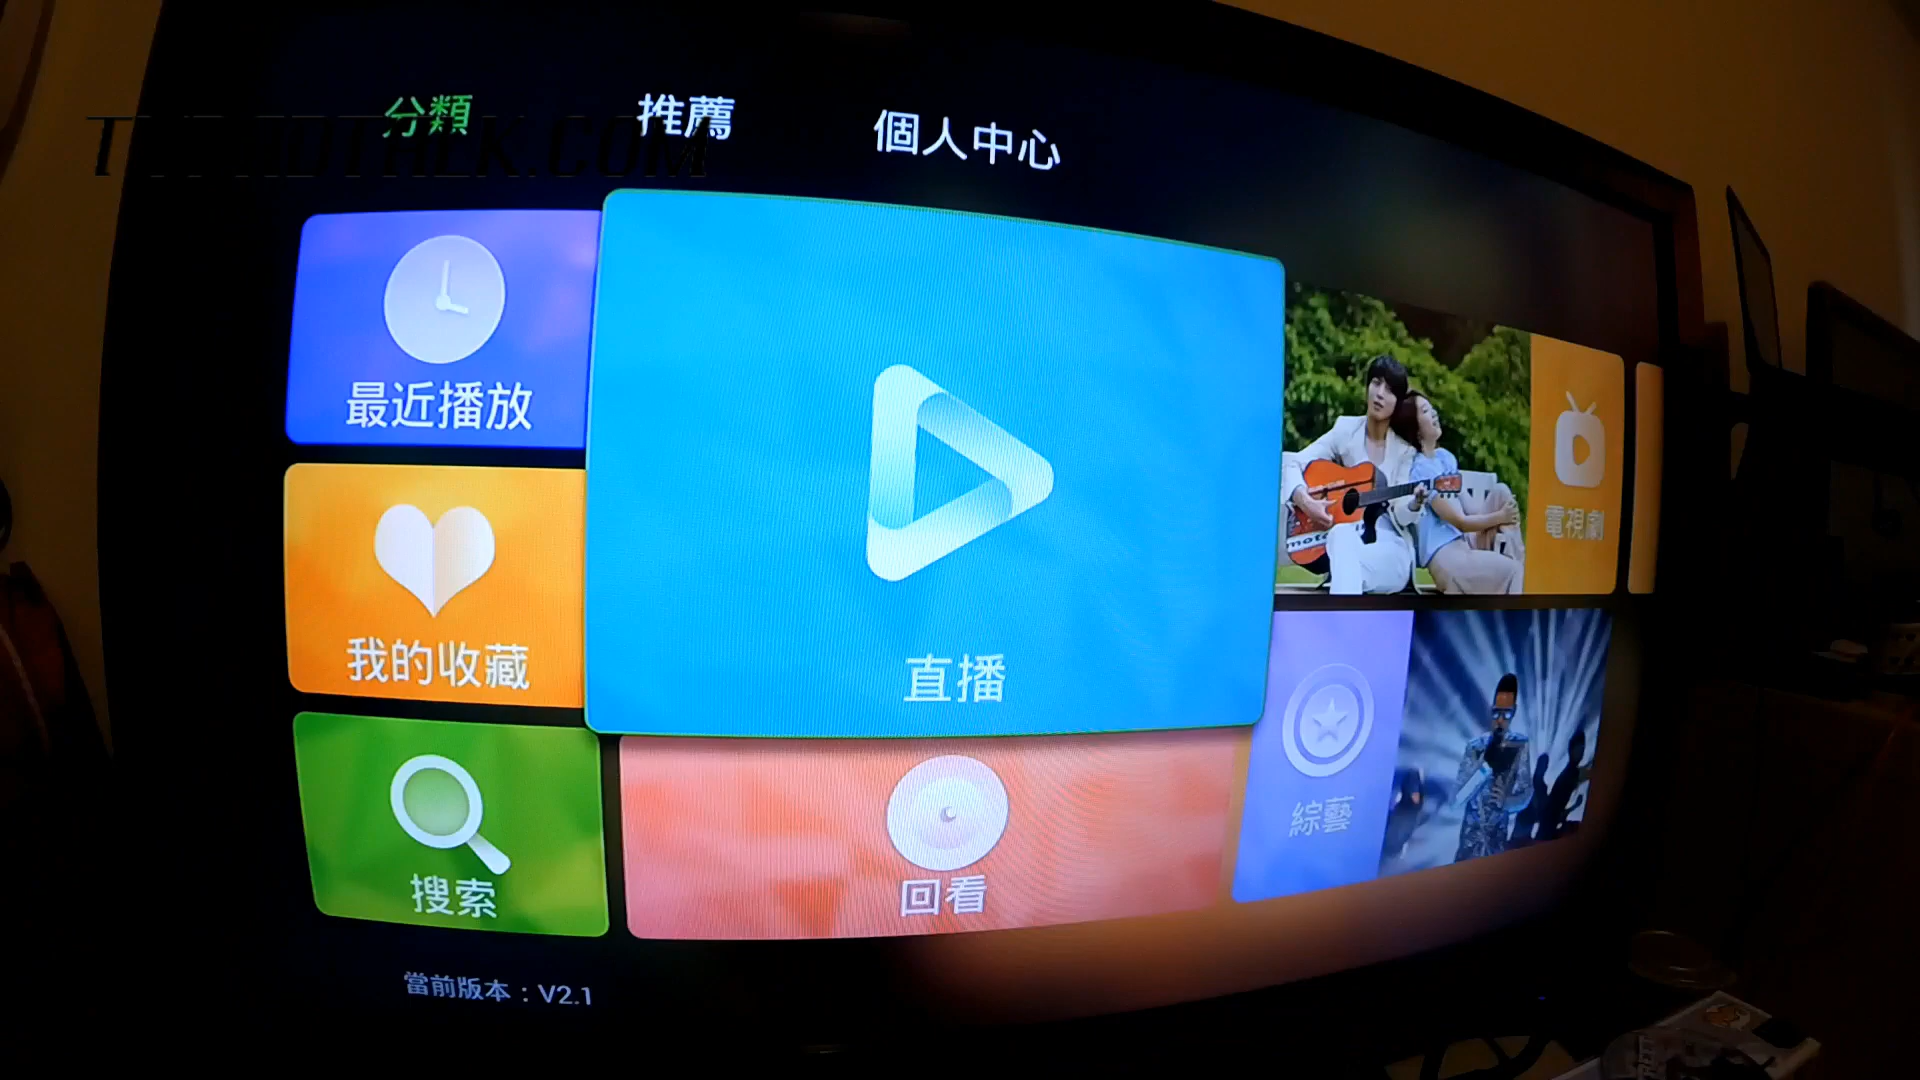 分類
推薦
個人中心
最近播放
我的收藏
搜索
直播
回看
電視劇
綜藝
當前版本：V2.1